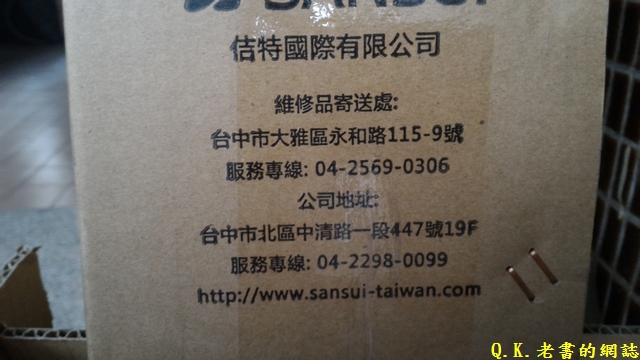 SANSUI
佶特國際有限公司
維修品寄送處:
台中市大雅區永和路115-9號
服務專線: 04-2569-0306
公司地址:
台中市北區中清路一段447號19F
服務專線: 04-2298-0099
http://www.sansui-taiwan.com
Q.K.老書的網誌